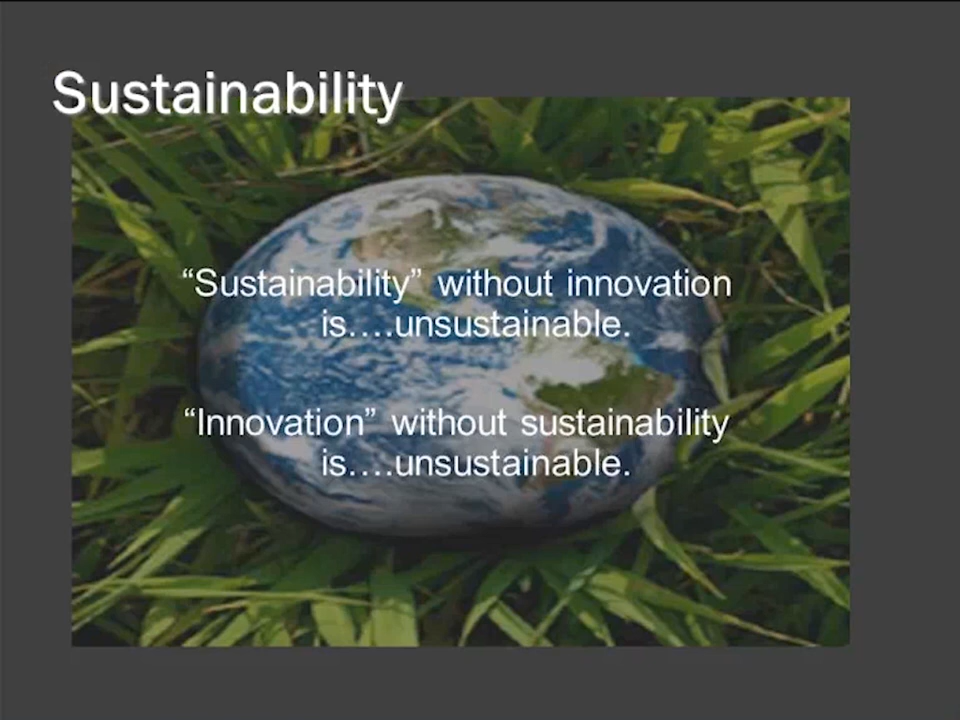 Sustainability
“Sustainability” without innovation
is….unsustainable.
“Innovation” without sustainability
is….unsustainable.